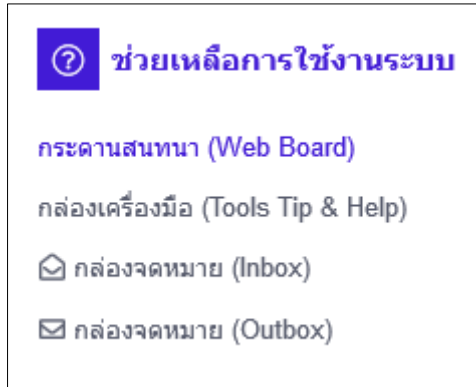 ช่วยเหลือการใช้งานระบบ
กระดานสนทนา (Web Board)
กล่องเครื่องมือ (Tools Tip & Help)
กล่องจดหมาย (Inbox)
กล่องจดหมาย (Outbox)